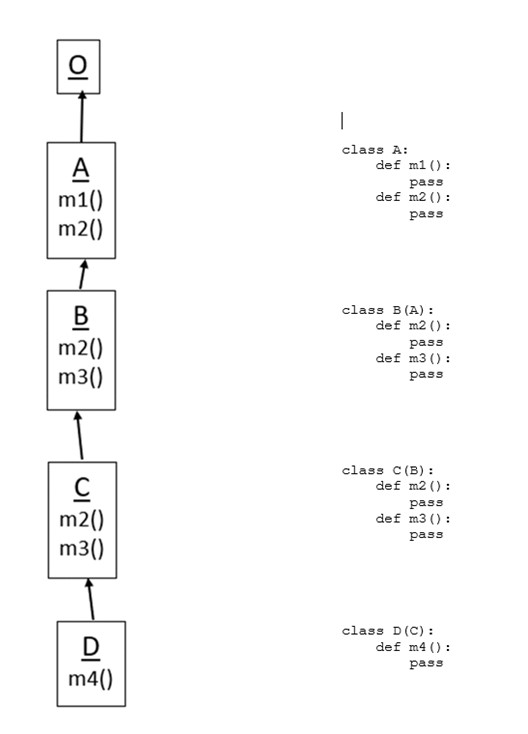 O
A
m1()
m2()
B
m2()
m3()
C
m2()
m3()
D
m4()
class A:
    def m1():
        pass
    def m2():
        pass
class B(A):
    def m2():
        pass
    def m3():
        pass
class C(B):
    def m2():
        pass
    def m3():
        pass
class D(C):
    def m4():
        pass